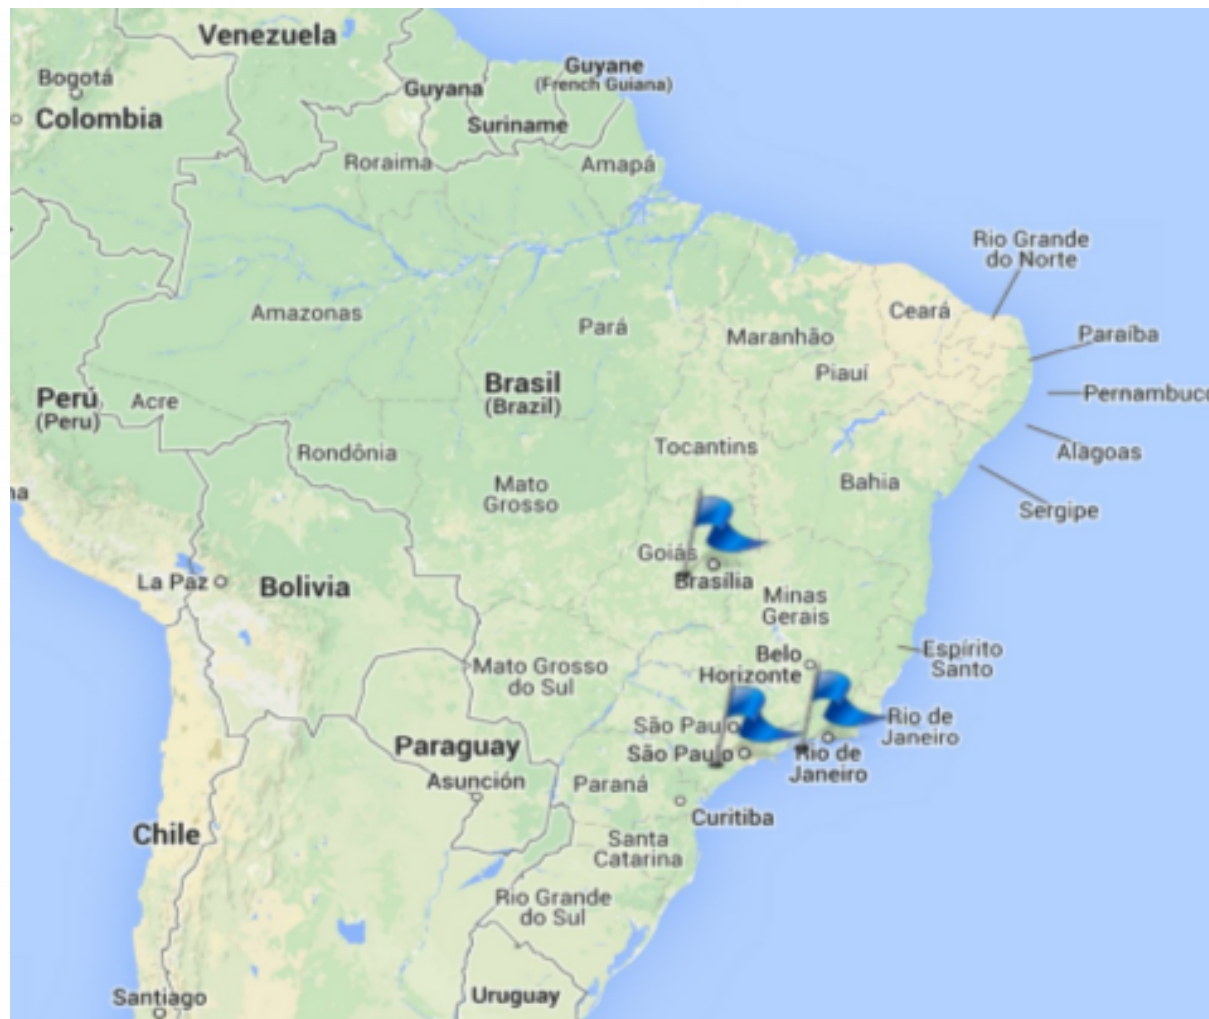 Venezuela
Guyane
(French Guiana)
Bogotá
Guyana
Colombia
Suriname
Roraima
Amapá
Rio Grande
do Norte
Amazonas
Ceará
Pará
Maranhão
Paraíba
Piauí
Brasil
(Brazil)
Perú
(Peru)
Acre
Pernambuco
Rondônia
Tocantins
Alagoas
Mato
Grosso
Bahia
na
Sergipe
Goiás
Brasília
La Paz
Bolivia
Minas
Gerais
Belo
Horizonte
Espírito
Santo
Mato Grosso
do Sul
São Paulo
Rio de
Janeiro
São Paulo
Rio de
Janeiro
Paraguay
Asunción
Paraná
Curitiba
Chile
Santa
Catarina
Rio Grande
do Sul
Santiago
Uruguay